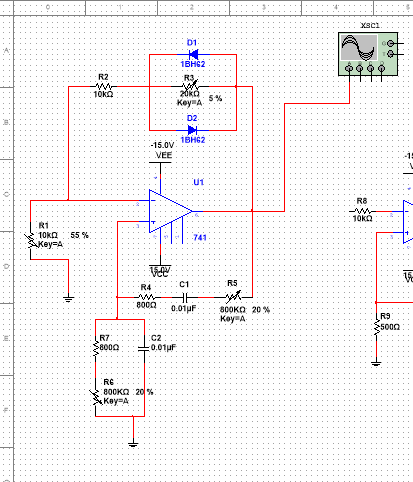 0
1
2
3
4
5
A
B
C
D
E
F
XSC1
D1
1BH62
R2
10kΩ
R3
20kΩ
Key=A
5 %
D2
1BH62
-15.0V
VEE
U1
741
15.0V
VCC
R1
10kΩ
Key=A
55 %
R4
800Ω
C1
0.01µF
R5
800KΩ
Key=A
20 %
R7
800Ω
C2
0.01µF
R6
800KΩ
Key=A
20 %
R8
10kΩ
R9
500Ω